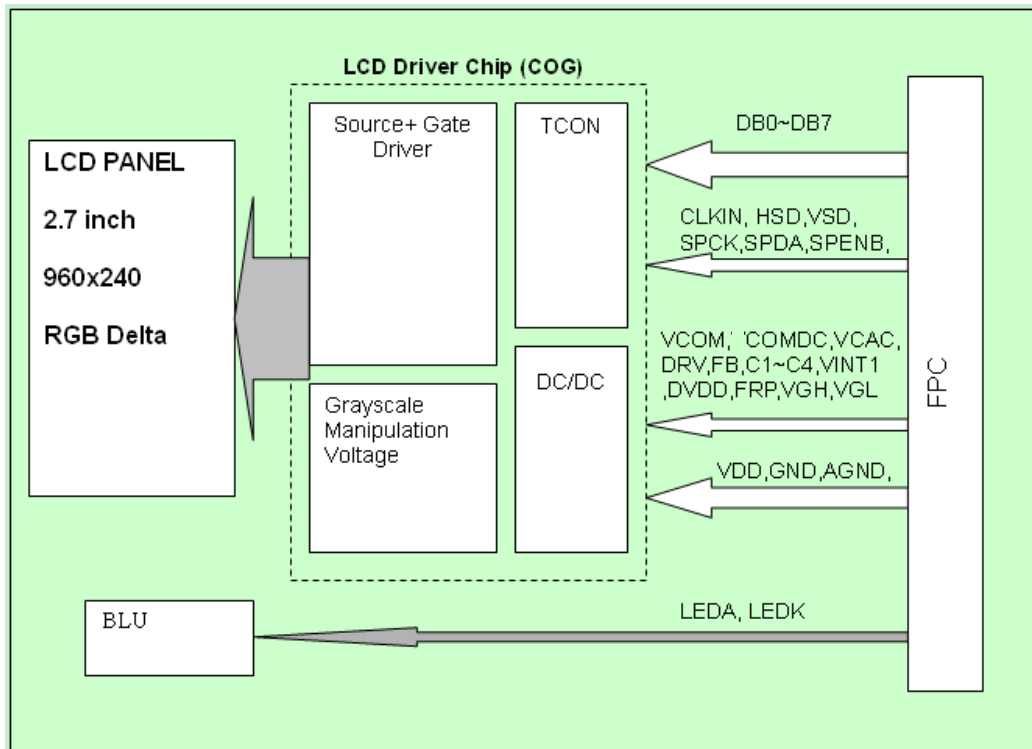 LCD Driver Chip (COG)
LCD PANEL
2.7 inch
960x240
RGB Delta
Source+ Gate
Driver
TCON
Grayscale
Manipulation
Voltage
DC/DC
DB0~DB7
CLKIN, HSD,VSD,
SPCK,SPDA,SPENB,
VCOM, 'COMDC,VCAC,
DRV,FB,C1~C4,VINT1
,DVDD,FRP,VGH,VGL
VDD,GND,AGND,
FPC
BLU
LEDA, LEDK